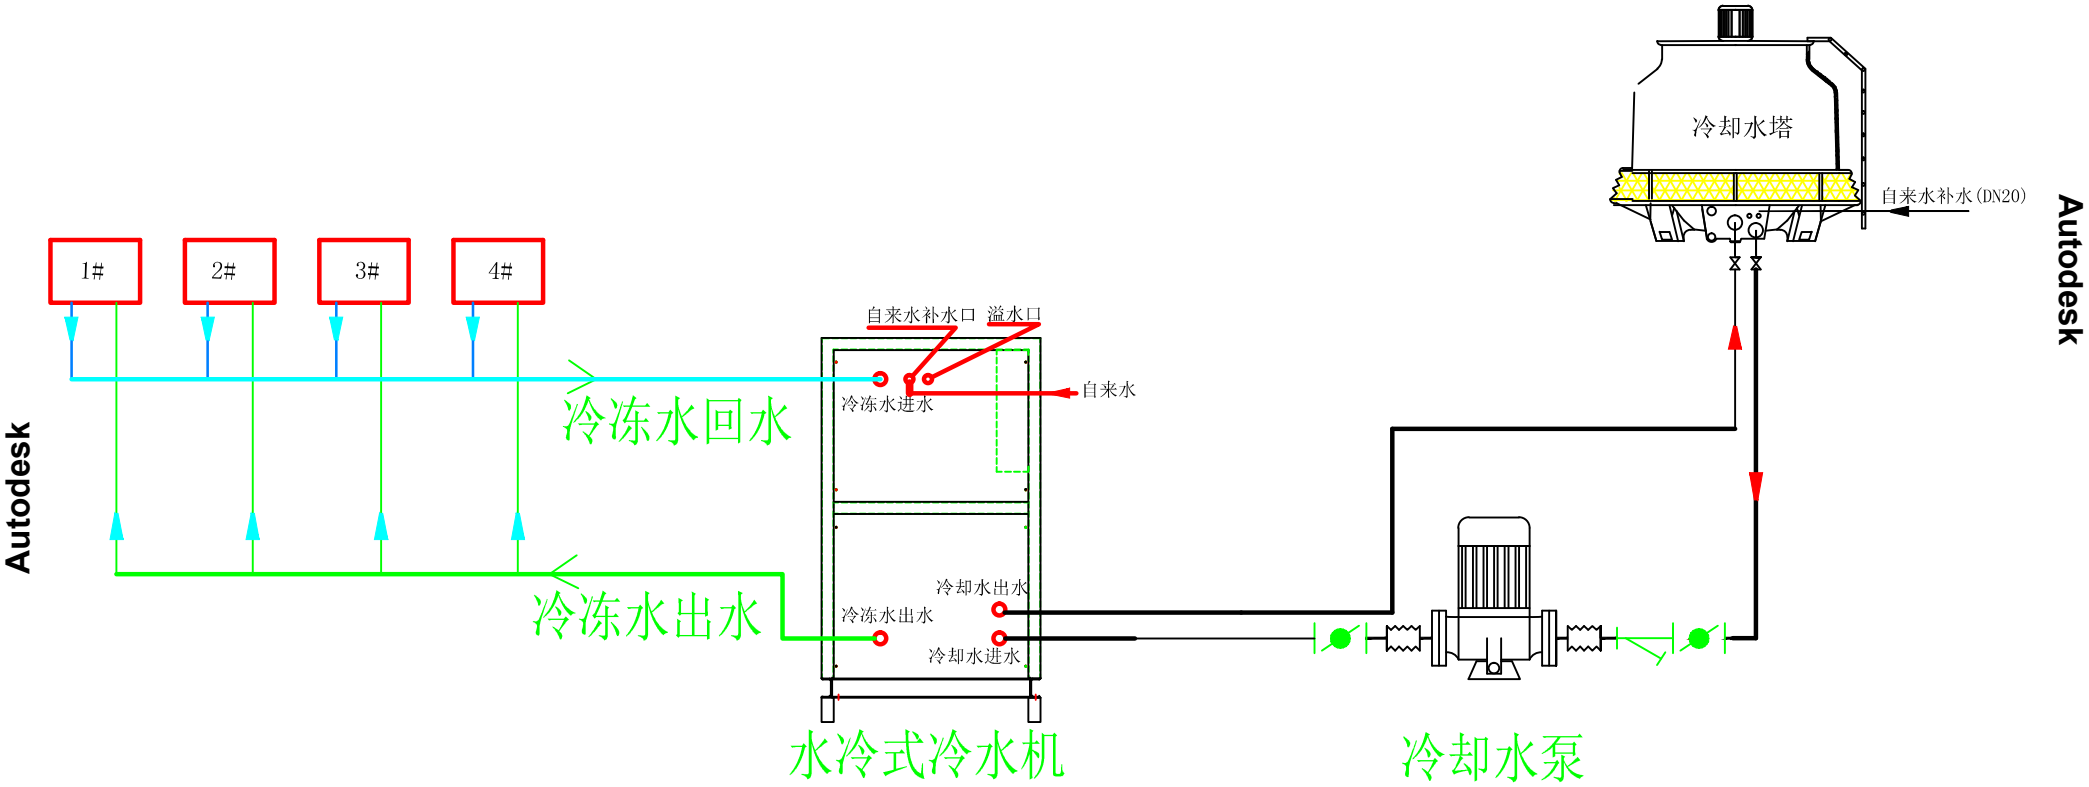 冷却水塔
自来水补水(DN20)
Autodesk
1#
2#
3#
4#
自来水补水口
溢水口
自来水
冷冻水进水
冷冻水回水
Autodesk
冷却水出水
冷冻水出水
冷冻水出水
冷却水进水
水冷式冷水机
冷却水泵